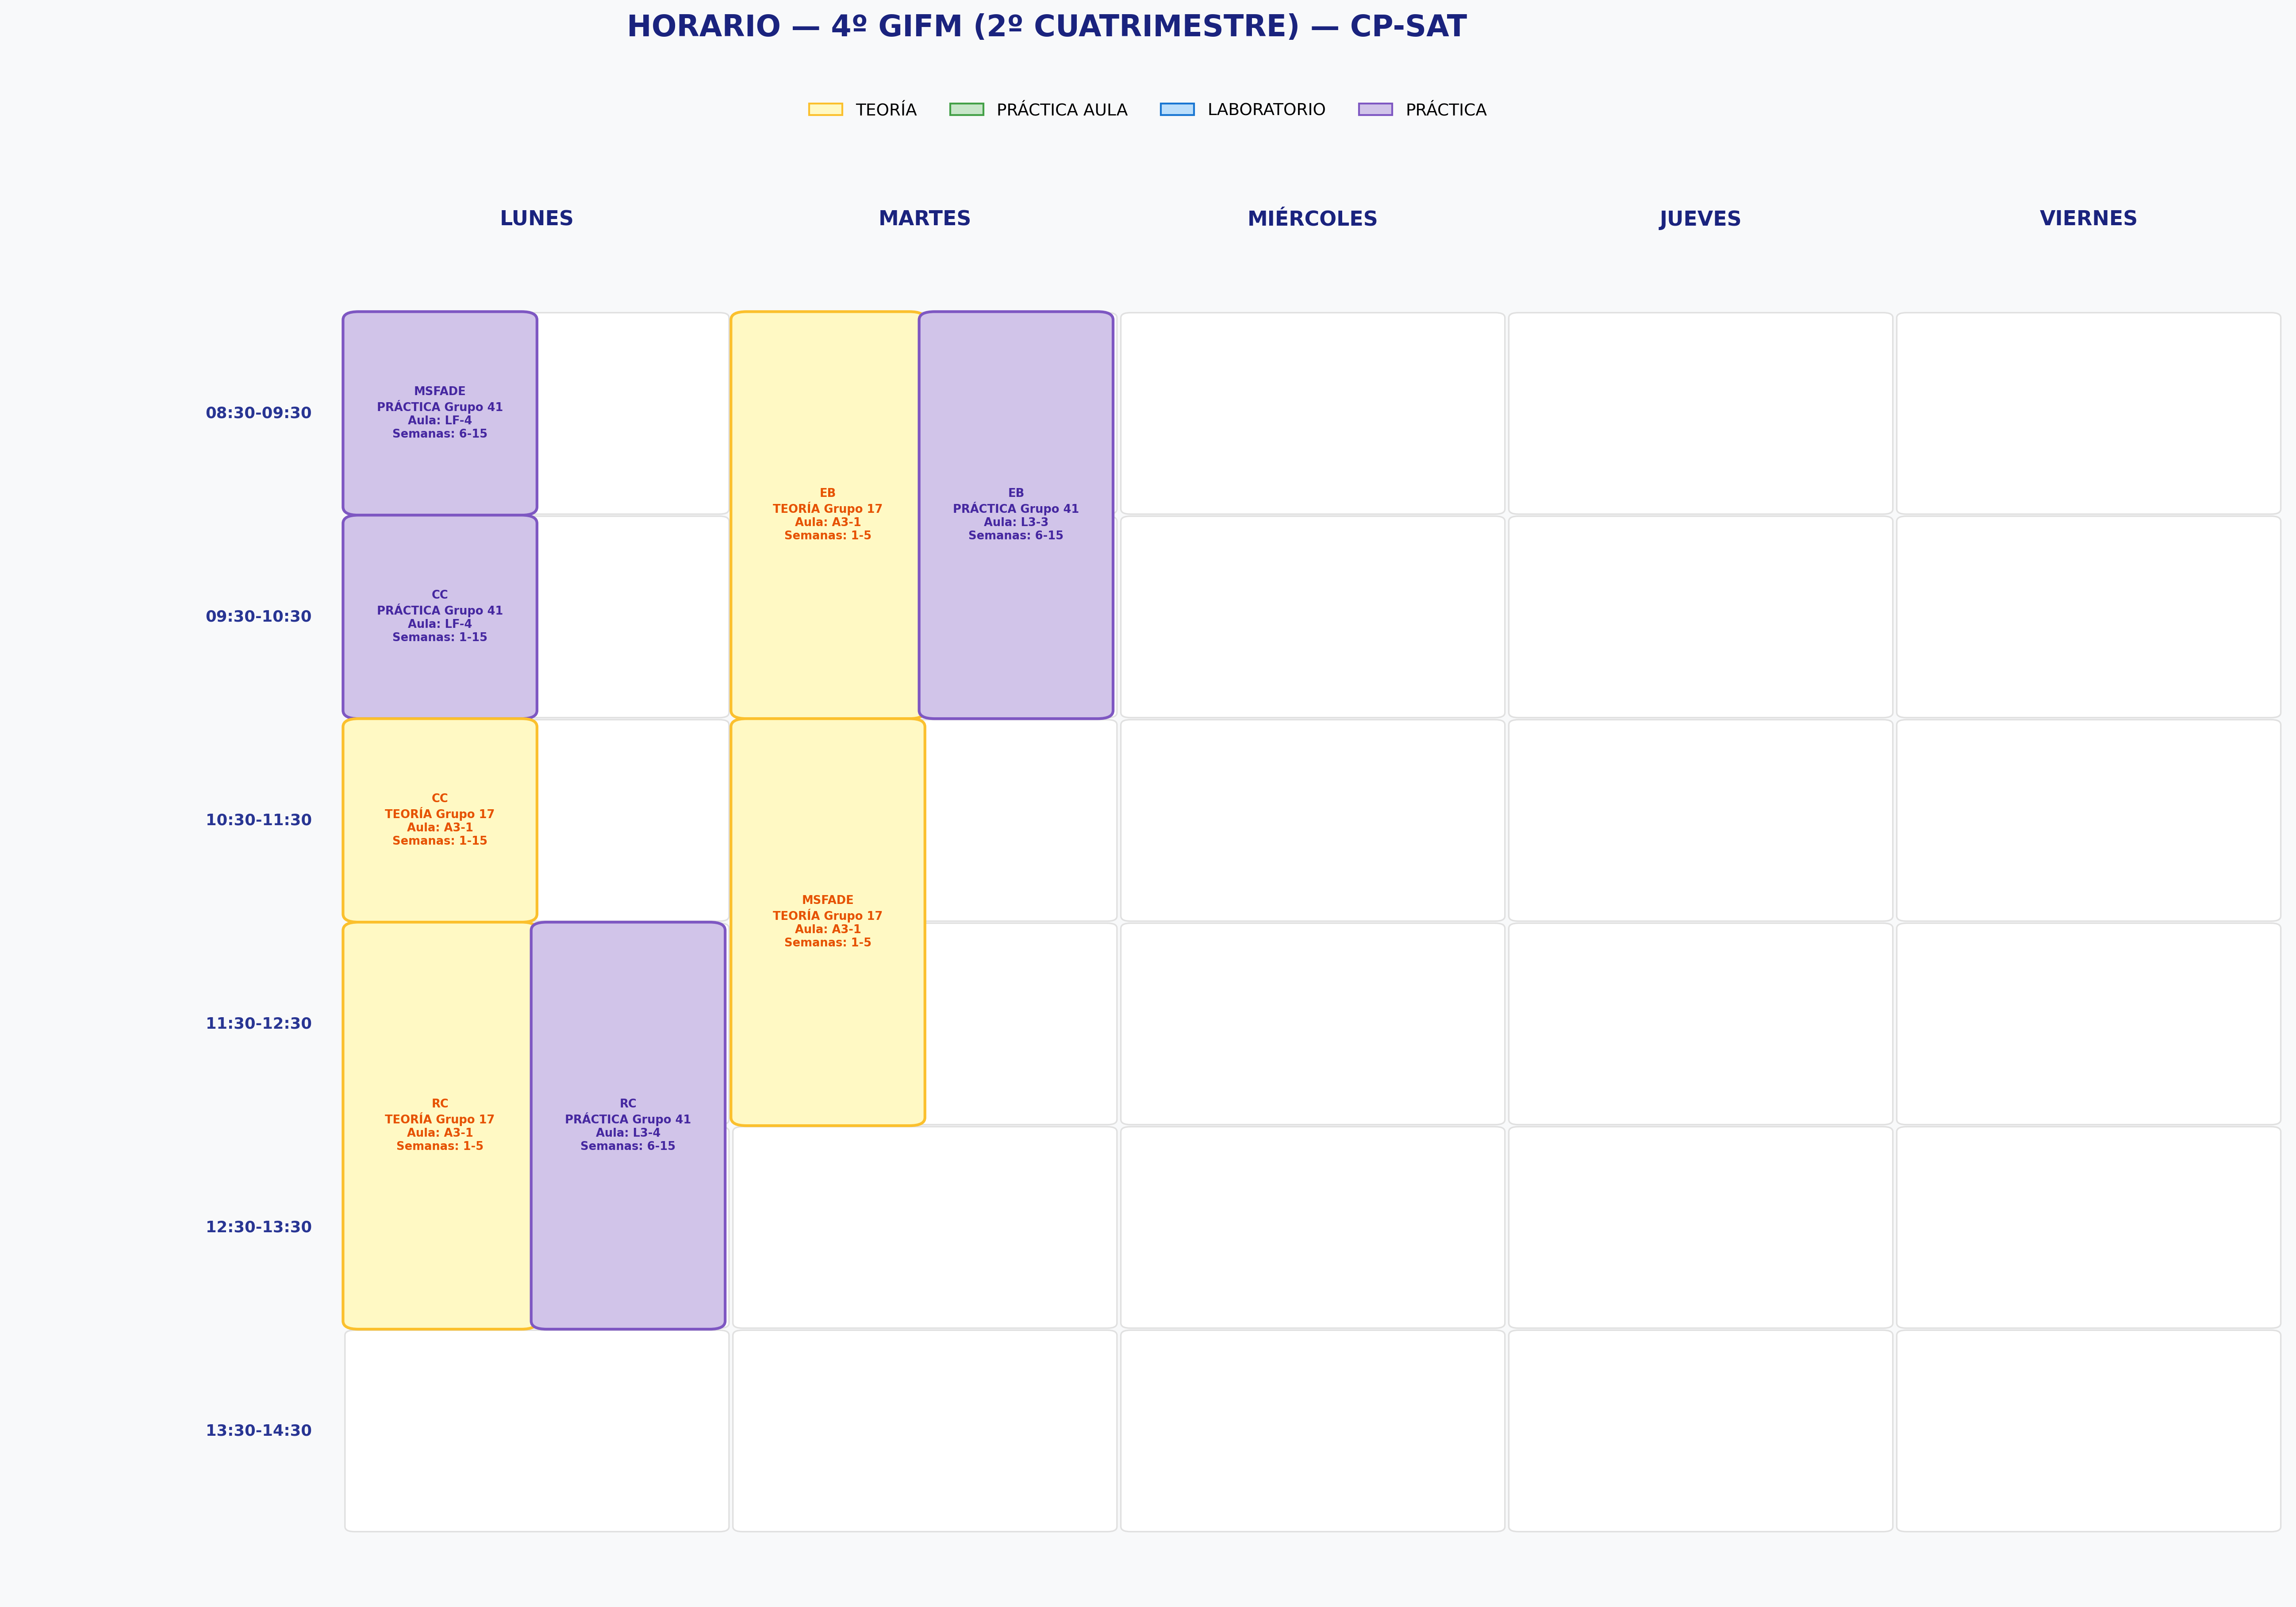 HORARIO — 4º GIFM (2º CUATRIMESTRE) — CP-SAT
TEORÍA
PRÁCTICA AULA
LABORATORIO
PRÁCTICA
LUNES
MARTES
MIÉRCOLES
JUEVES
VIERNES
08:30-09:30
MSFADE
PRÁCTICA Grupo 41
Aula: LF-4
Semanas: 6-15
EB
TEORÍA Grupo 17
Aula: A3-1
Semanas: 1-5
EB
PRÁCTICA Grupo 41
Aula: L3-3
Semanas: 6-15
09:30-10:30
CC
PRÁCTICA Grupo 41
Aula: LF-4
Semanas: 1-15
10:30-11:30
CC
TEORÍA Grupo 17
Aula: A3-1
Semanas: 1-15
MSFADE
TEORÍA Grupo 17
Aula: A3-1
Semanas: 1-5
11:30-12:30
RC
TEORÍA Grupo 17
Aula: A3-1
Semanas: 1-5
RC
PRÁCTICA Grupo 41
Aula: L3-4
Semanas: 6-15
12:30-13:30
13:30-14:30